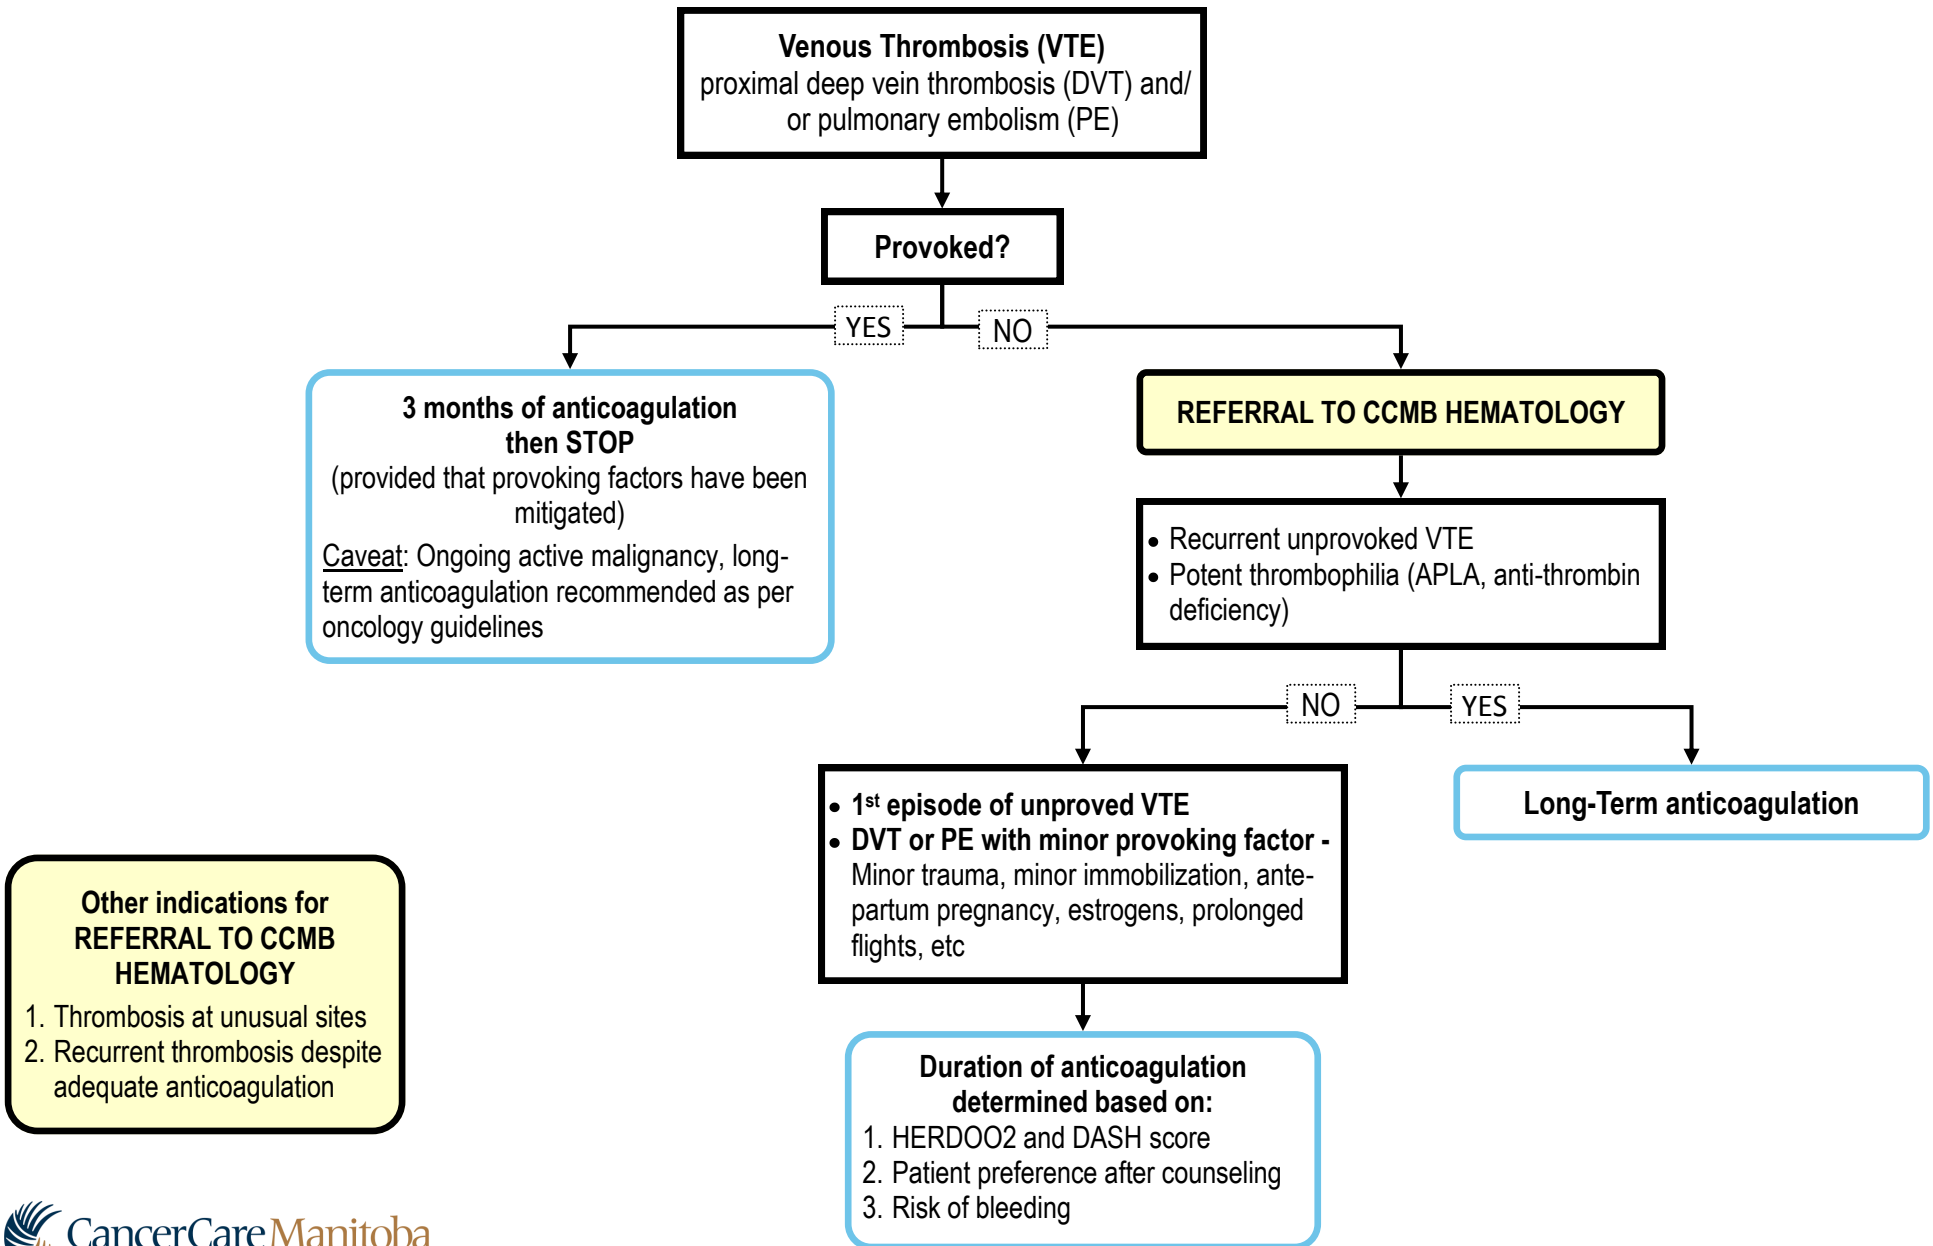 Venous Thrombosis (VTE)
proximal deep vein thrombosis (DVT) and/
or pulmonary embolism (PE)
Provoked?
YES
NO
3 months of anticoagulation
then STOP
(provided that provoking factors have been
mitigated)
Caveat: Ongoing active malignancy, long-
term anticoagulation recommended as per
oncology guidelines
REFERRAL TO CCMB HEMATOLOGY
• Recurrent unprovoked VTE
• Potent thrombophilia (APLA, anti-thrombin
deficiency)
NO
YES
• 1st episode of unproved VTE
• DVT or PE with minor provoking factor -
Minor trauma, minor immobilization, ante-
partum pregnancy, estrogens, prolonged
flights, etc
Long-Term anticoagulation
Other indications for
REFERRAL TO CCMB
HEMATOLOGY
1. Thrombosis at unusual sites
2. Recurrent thrombosis despite
adequate anticoagulation
Duration of anticoagulation
determined based on:
1. HERDOO2 and DASH score
2. Patient preference after counseling
3. Risk of bleeding
CancerCare Manitoba